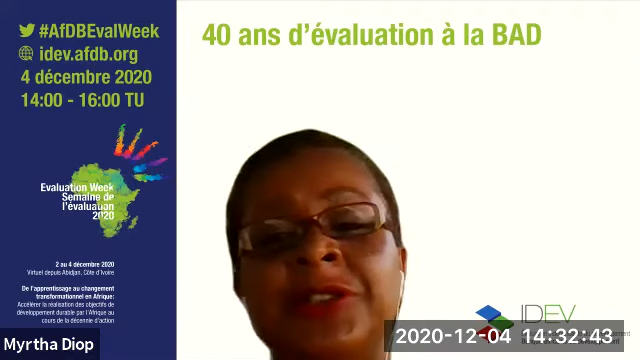 #AfDBEvalWeek
idev.afdb.org
4 décembre 2020
14:00 - 16:00 TU
40 ans d’évaluation à la BAD
Evaluation Week
Semaine de
l’évaluation
2020
2 au 4 décembre 2020
Virtuel depuis Abidjan, Côte d’Ivoire
De l’apprentissage au changement
transformationnel en Afrique:
Accélérer la réalisation des objectifs de
développement durable par l’Afrique au
cours de la décennie d’action
Myrtha Diop
IDEV
2020-12-04 14:32:43